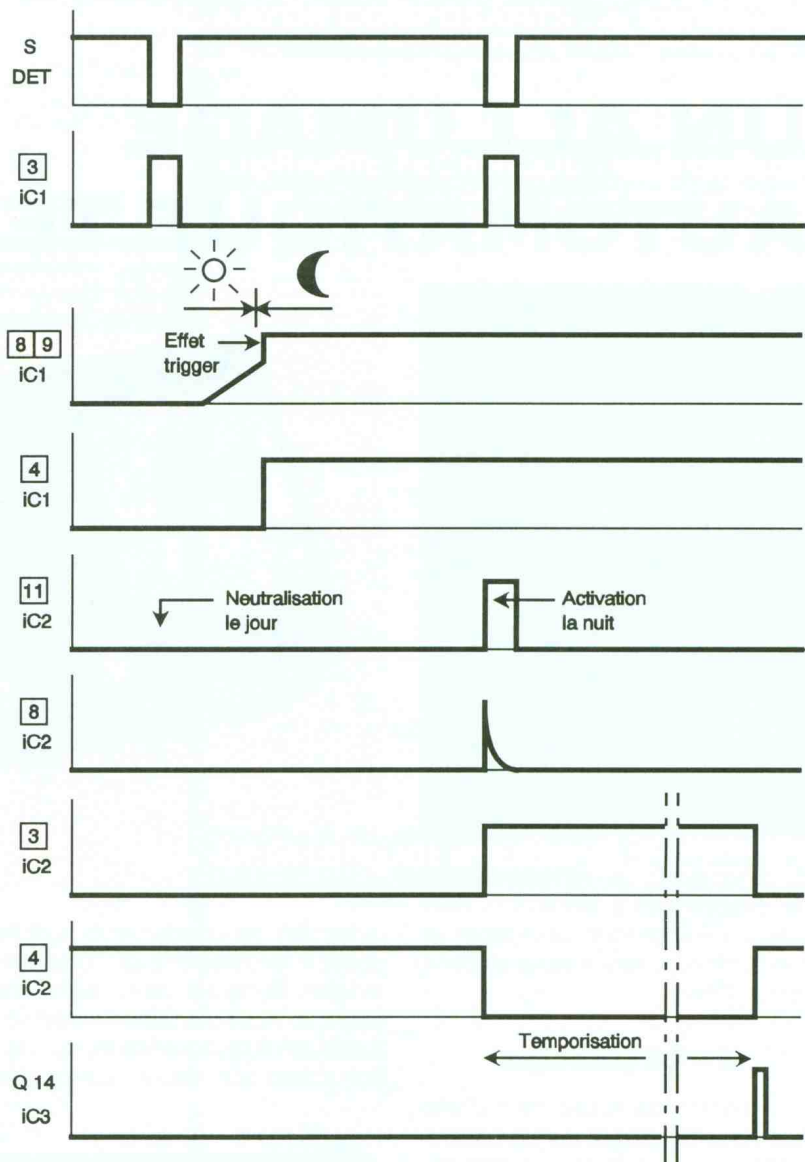 S
DET
3
iC1
Effet
trigger
8 9
iC1
4
iC1
11
iC2
Neutralisation
le jour
Activation
la nuit
8
iC2
3
iC2
4
iC2
Temporisation
Q 14
iC3